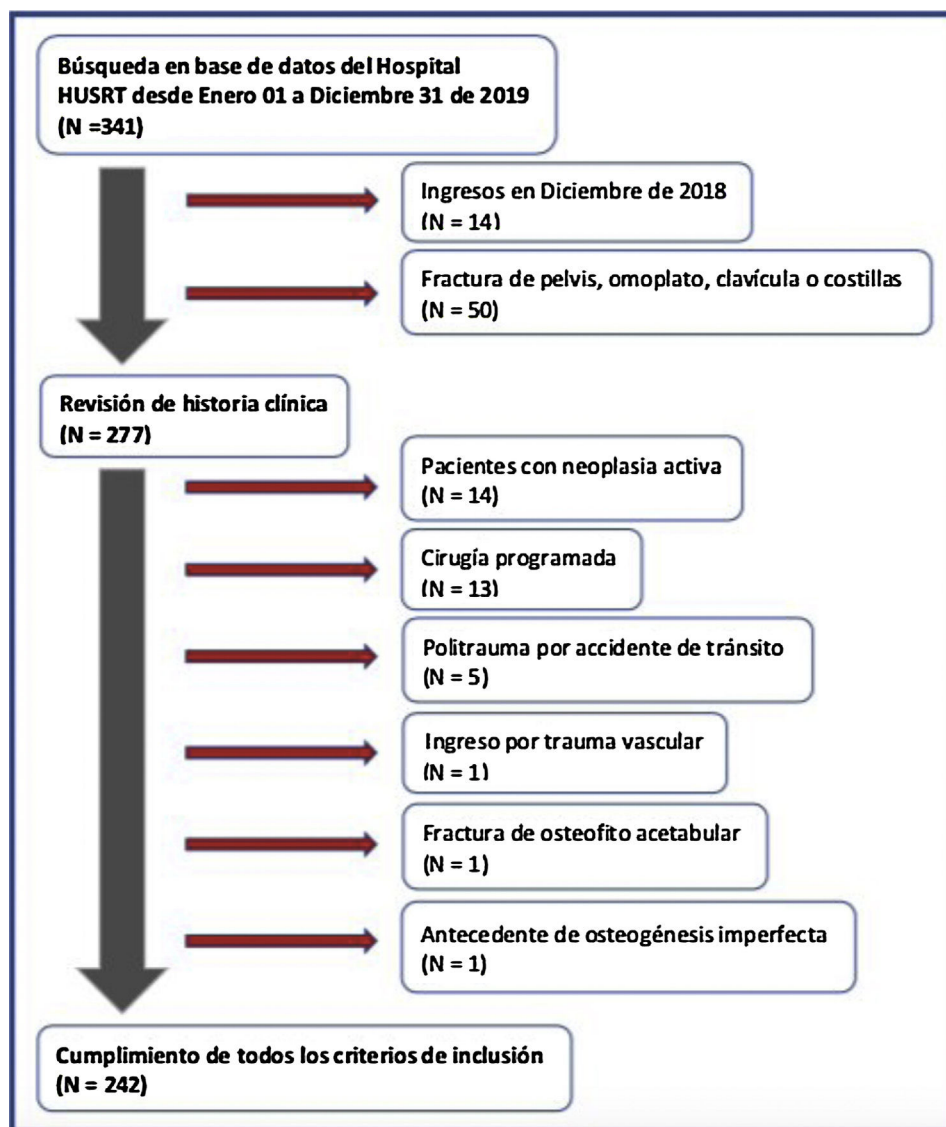 Búsqueda en base de datos del Hospital
HUSRT desde Enero 01 a Diciembre 31 de 2019
(N =341)
Ingresos en Diciembre de 2018
(N = 14)
Fractura de pelvis, omoplato, clavícula o costillas
(N = 50)
Revisión de historia clínica
(N = 277)
Pacientes con neoplasia activa
(N = 14)
Cirugía programada
(N = 13)
Politrauma por accidente de tránsito
(N = 5)
Ingreso por trauma vascular
(N = 1)
Fractura de osteofito acetabular
(N = 1)
Antecedente de osteogénesis imperfecta
(N = 1)
Cumplimiento de todos los criterios de inclusión
(N = 242)